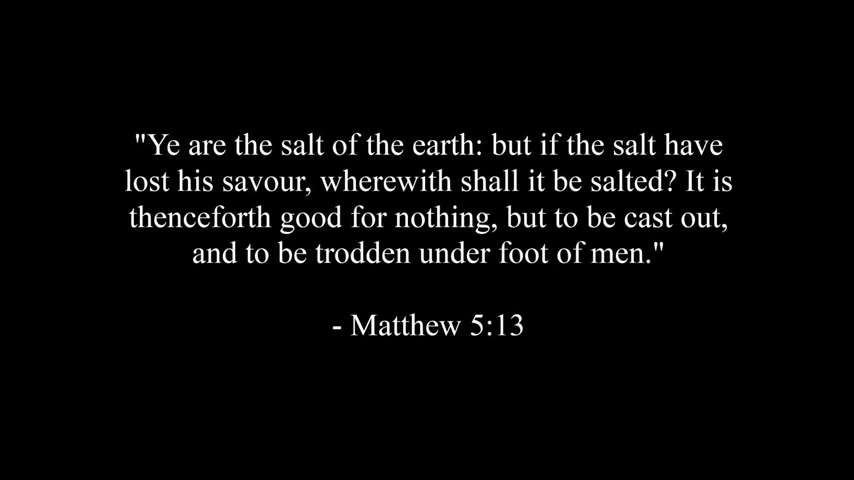 "Ye are the salt of the earth: but if the salt have
lost his savour, wherewith shall it be salted? It is
thenceforth good for nothing, but to be cast out,
and to be trodden under foot of men."
- Matthew 5:13